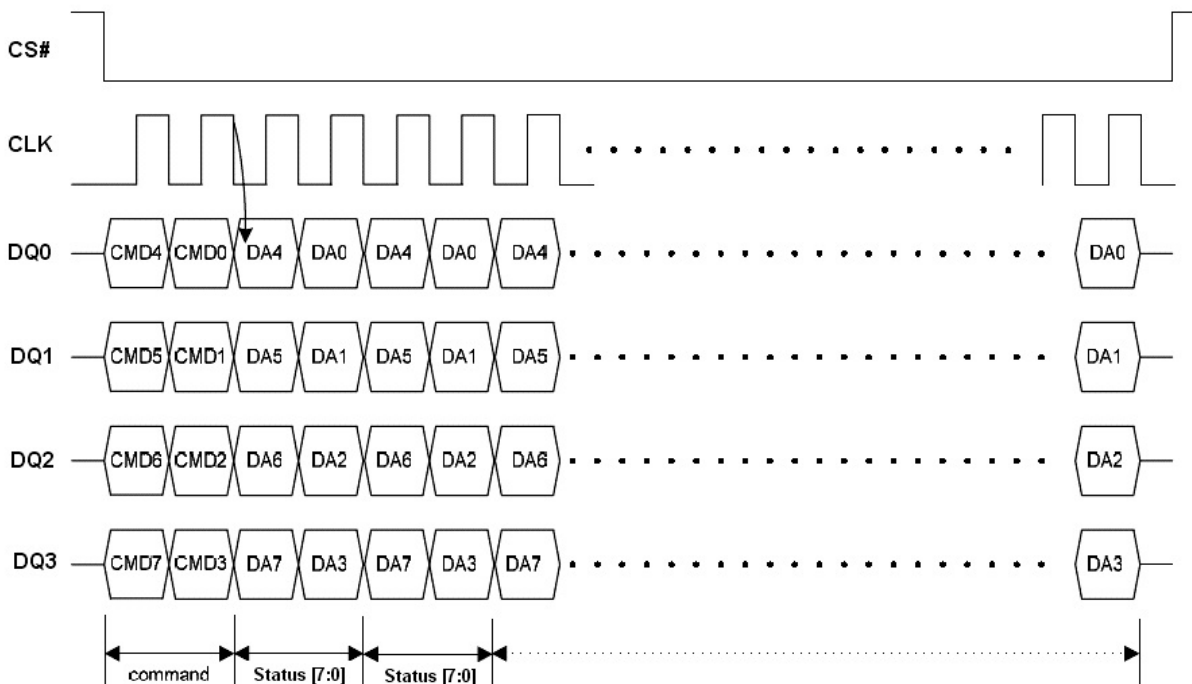 CS#
CLK
DQ0 CMD4 CMD0 DA4 DA0 DA4 DA0 DA4 DA0
DQ1 CMD5 CMD1 DA5 DA1 DA5 DA1 DA5 DA1
DQ2 CMD6 CMD2 DA6 DA2 DA6 DA2 DA6 DA2
DQ3 CMD7 CMD3 DA7 DA3 DA7 DA3 DA7 DA3
command Status [7:0] Status [7:0]